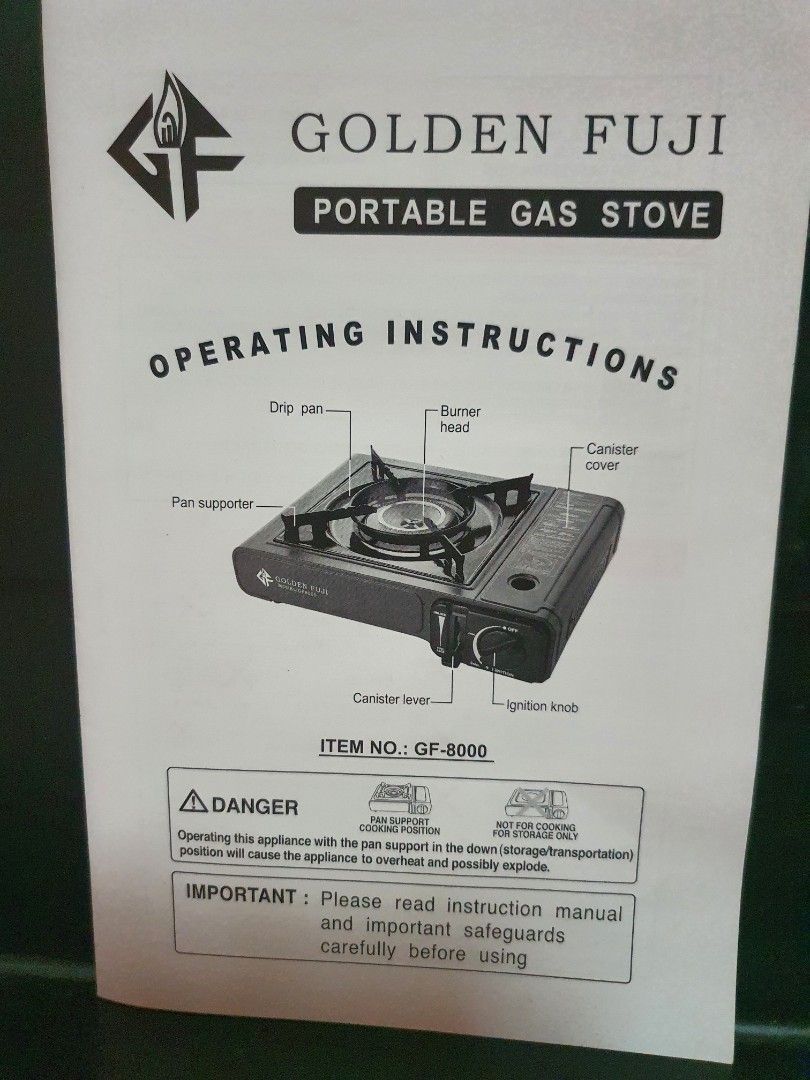 GF
GOLDEN FUJI
PORTABLE GAS STOVE
OPERATING INSTRUCTIONS
Drip pan
Burner
head
Canister
cover
Pan supporter
GF GOLDEN FUJI
OFF
IGNITION
Canister lever
Ignition knob
ITEM NO.: GF-8000
DANGER
PAN SUPPORT
COOKING POSITION
NOT FOR COOKING
FOR STORAGE ONLY
Operating this appliance with the pan support in the down (storage/transportation)
position will cause the appliance to overheat and possibly explode.
IMPORTANT : Please read instruction manual
and important safeguards
carefully before using